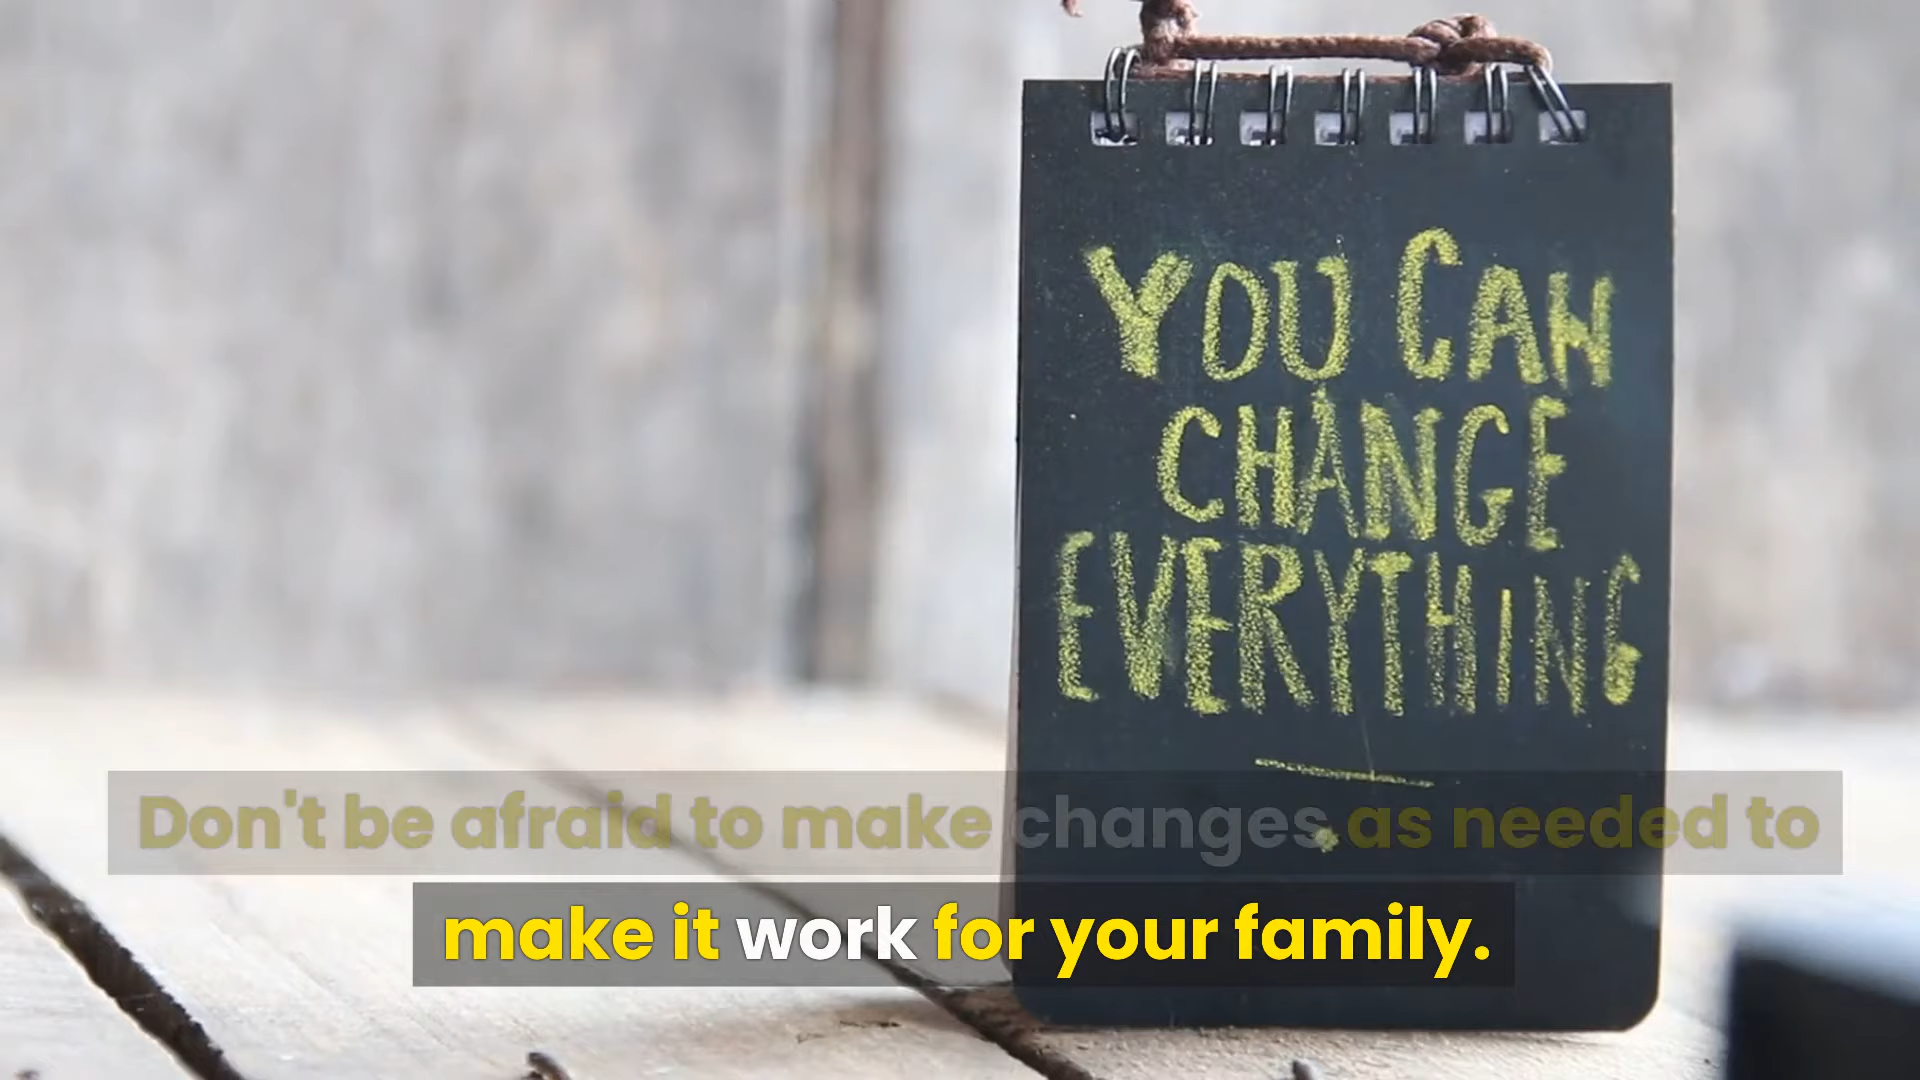 YOU CAN
CHANGE
EVERYTHING
Don't be afraid to make changes as needed to
make it work for your family.